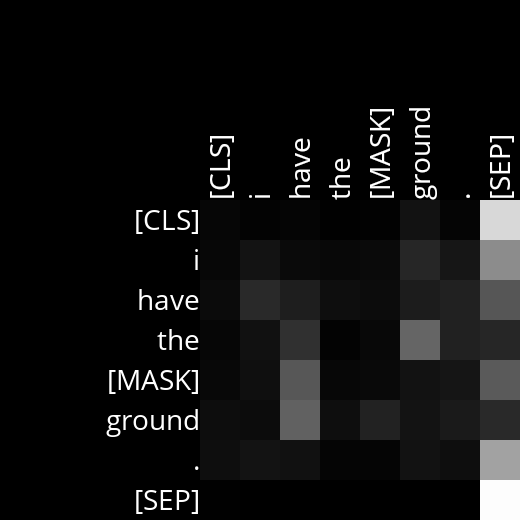 [CLS]
i
have
the
[MASK]
ground
.
[SEP]
[CLS]
i
have
the
[MASK]
ground
.
[SEP]